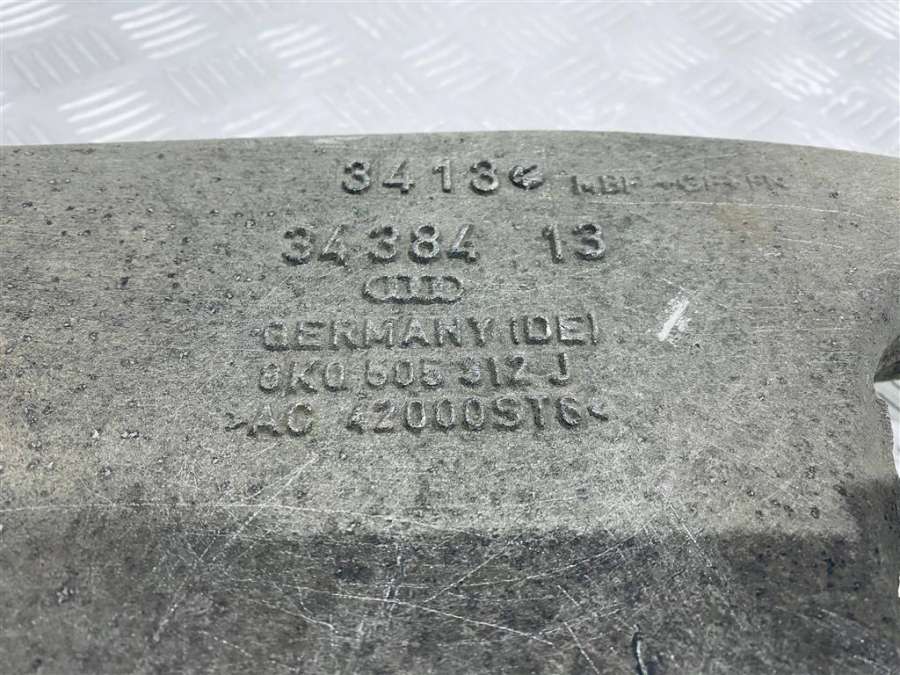 3413
34384 13
GERMANY (DE)
8K0 505 312 J
>AC 42000ST6<